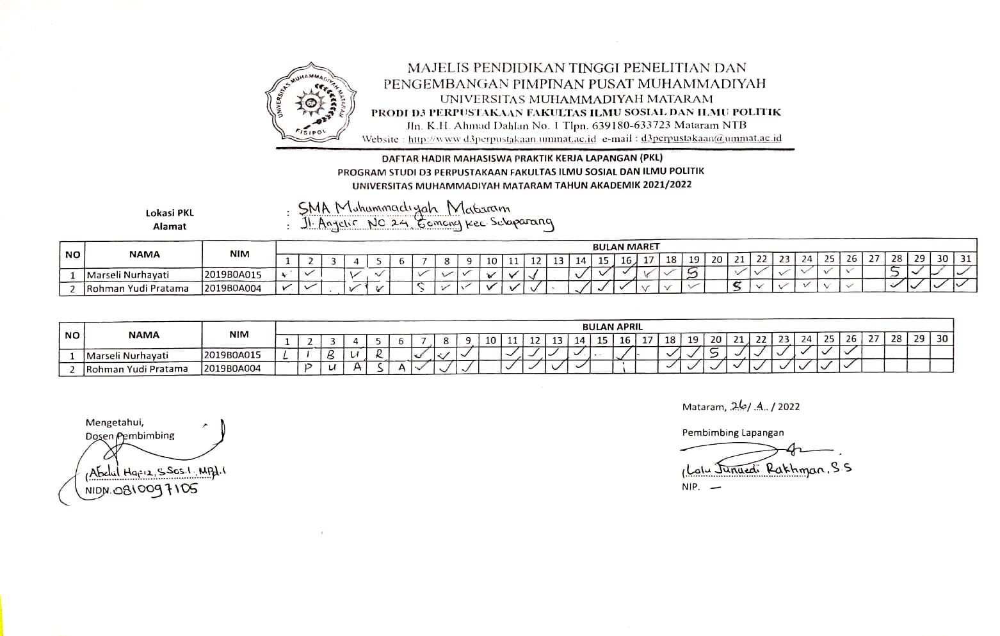 UNIVERSITAS MUHAMMADIYAH MATARAM
FISIPOL
MAJELIS PENDIDIKAN TINGGI PENELITIAN DAN
PENGEMBANGAN PIMPINAN PUSAT MUHAMMADIYAH
UNIVERSITAS MUHAMMADIYAH MATARAM
PRODI D3 PERPUSTAKAAN FAKULTAS ILMU SOSIAL DAN ILMU POLITIK
Jln. K.H. Ahmad Dahlan No. 1 Tlpn. 639180-633723 Mataram NTB
Website : http://www.d3perpustakaan.ummat.ac.id e-mail : d3perpustakaan@ummat.ac.id
DAFTAR HADIR MAHASISWA PRAKTIK KERJA LAPANGAN (PKL)
PROGRAM STUDI D3 PERPUSTAKAAN FAKULTAS ILMU SOSIAL DAN ILMU POLITIK
UNIVERSITAS MUHAMMADIYAH MATARAM TAHUN AKADEMIK 2021/2022
Lokasi PKL : SMA Muhammadiyah Mataram
Alamat : Jl. Anyelir NO 24, Gomong Kec. Selaparang
NO NAMA NIM BULAN MARET
1 2 3 4 5 6 7 8 9 10 11 12 13 14 15 16 17 18 19 20 21 22 23 24 25 26 27 28 29 30 31
1 Marseli Nurhayati 2019B0A015 ✓ ✓ ✓ ✓ ✓ ✓ ✓ ✓ ✓ ✓ ✓ ✓ ✓ ✓ ✓ S ✓ ✓ ✓ ✓ ✓ ✓ S ✓ ✓ ✓
2 Rohman Yudi Pratama 2019B0A004 ✓ ✓ ✓ ✓ S ✓ ✓ ✓ ✓ ✓ ✓ ✓ ✓ ✓ ✓ ✓ S ✓ ✓ ✓ ✓ ✓ ✓ ✓ ✓ ✓
NO NAMA NIM BULAN APRIL
1 2 3 4 5 6 7 8 9 10 11 12 13 14 15 16 17 18 19 20 21 22 23 24 25 26 27 28 29 30
1 Marseli Nurhayati 2019B0A015 L I B U R ✓ ✓ ✓ ✓ ✓ ✓ ✓ ✓ ✓ ✓ S ✓ ✓ ✓ ✓ ✓ ✓
2 Rohman Yudi Pratama 2019B0A004 P U A S A ✓ ✓ ✓ ✓ ✓ ✓ ✓ i ✓ ✓ ✓ ✓ ✓ ✓ ✓ ✓ ✓
Mataram, 26/ A / 2022
Mengetahui,
Dosen Pembimbing
Pembimbing Lapangan
(Abdul Hafiz, S.Sos.I., M.Pd.I
NIDN. 0810097105
(Lalu Junaedi Rakhman, S.S
NIP. —